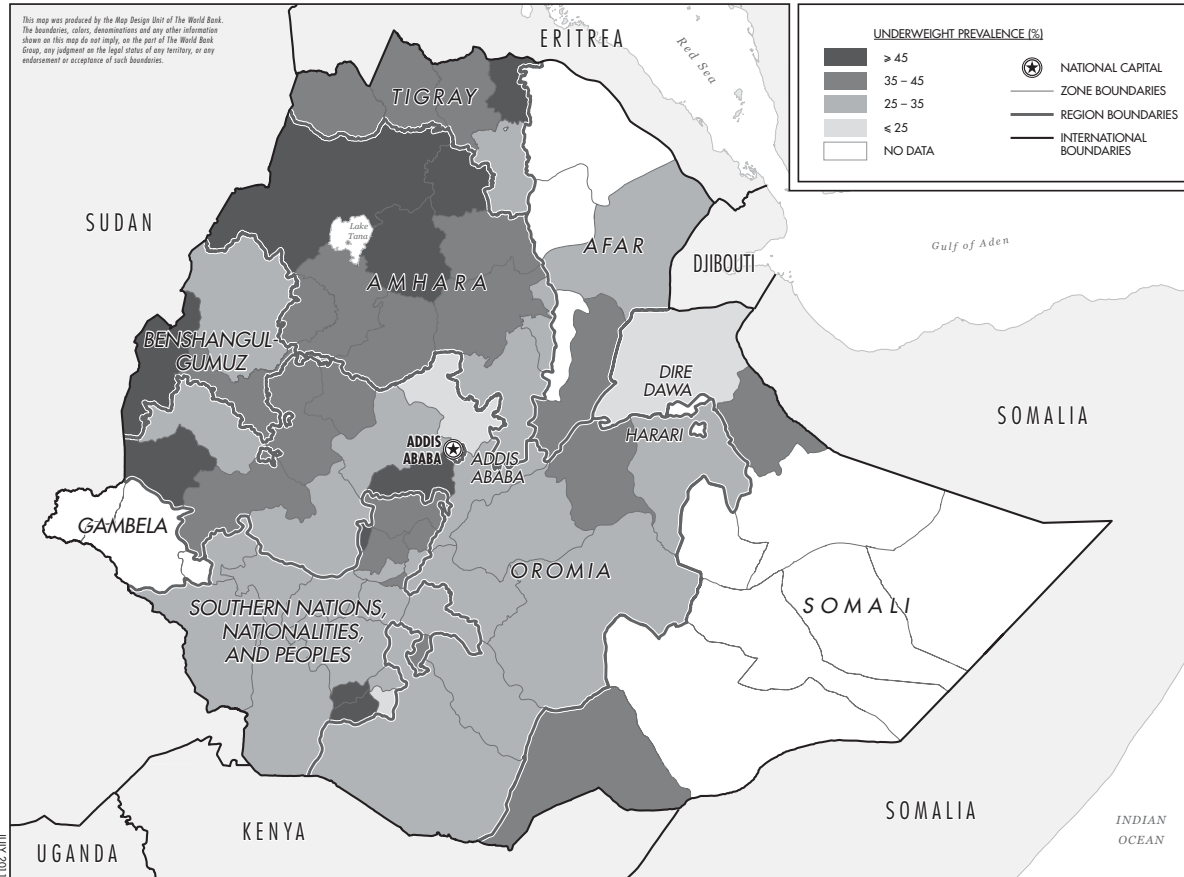 This map was produced by the Map Design Unit of The World Bank.
The boundaries, colors, denominations and any other information
shown on this map do not imply, on the part of The World Bank
Group, any judgment on the legal status of any territory, or any
endorsement or acceptance of such boundaries.
UNDERWEIGHT PREVALENCE (%)
≥ 45
35 – 45
25 – 35
≤ 25
NO DATA
NATIONAL CAPITAL
ZONE BOUNDARIES
REGION BOUNDARIES
INTERNATIONAL
BOUNDARIES
ERITREA
Red Sea
TIGRAY
SUDAN
Lake
Tana
AFAR
Gulf of Aden
DJIBOUTI
AMHARA
BENSHANGUL-
GUMUZ
DIRE
DAWA
SOMALIA
HARARI
ADDIS
ABABA
ADDIS
ABABA
GAMBELA
OROMIA
SOUTHERN NATIONS,
NATIONALITIES,
AND PEOPLES
SOMALI
SOMALIA
KENYA
UGANDA
INDIAN
OCEAN
JULY 2011